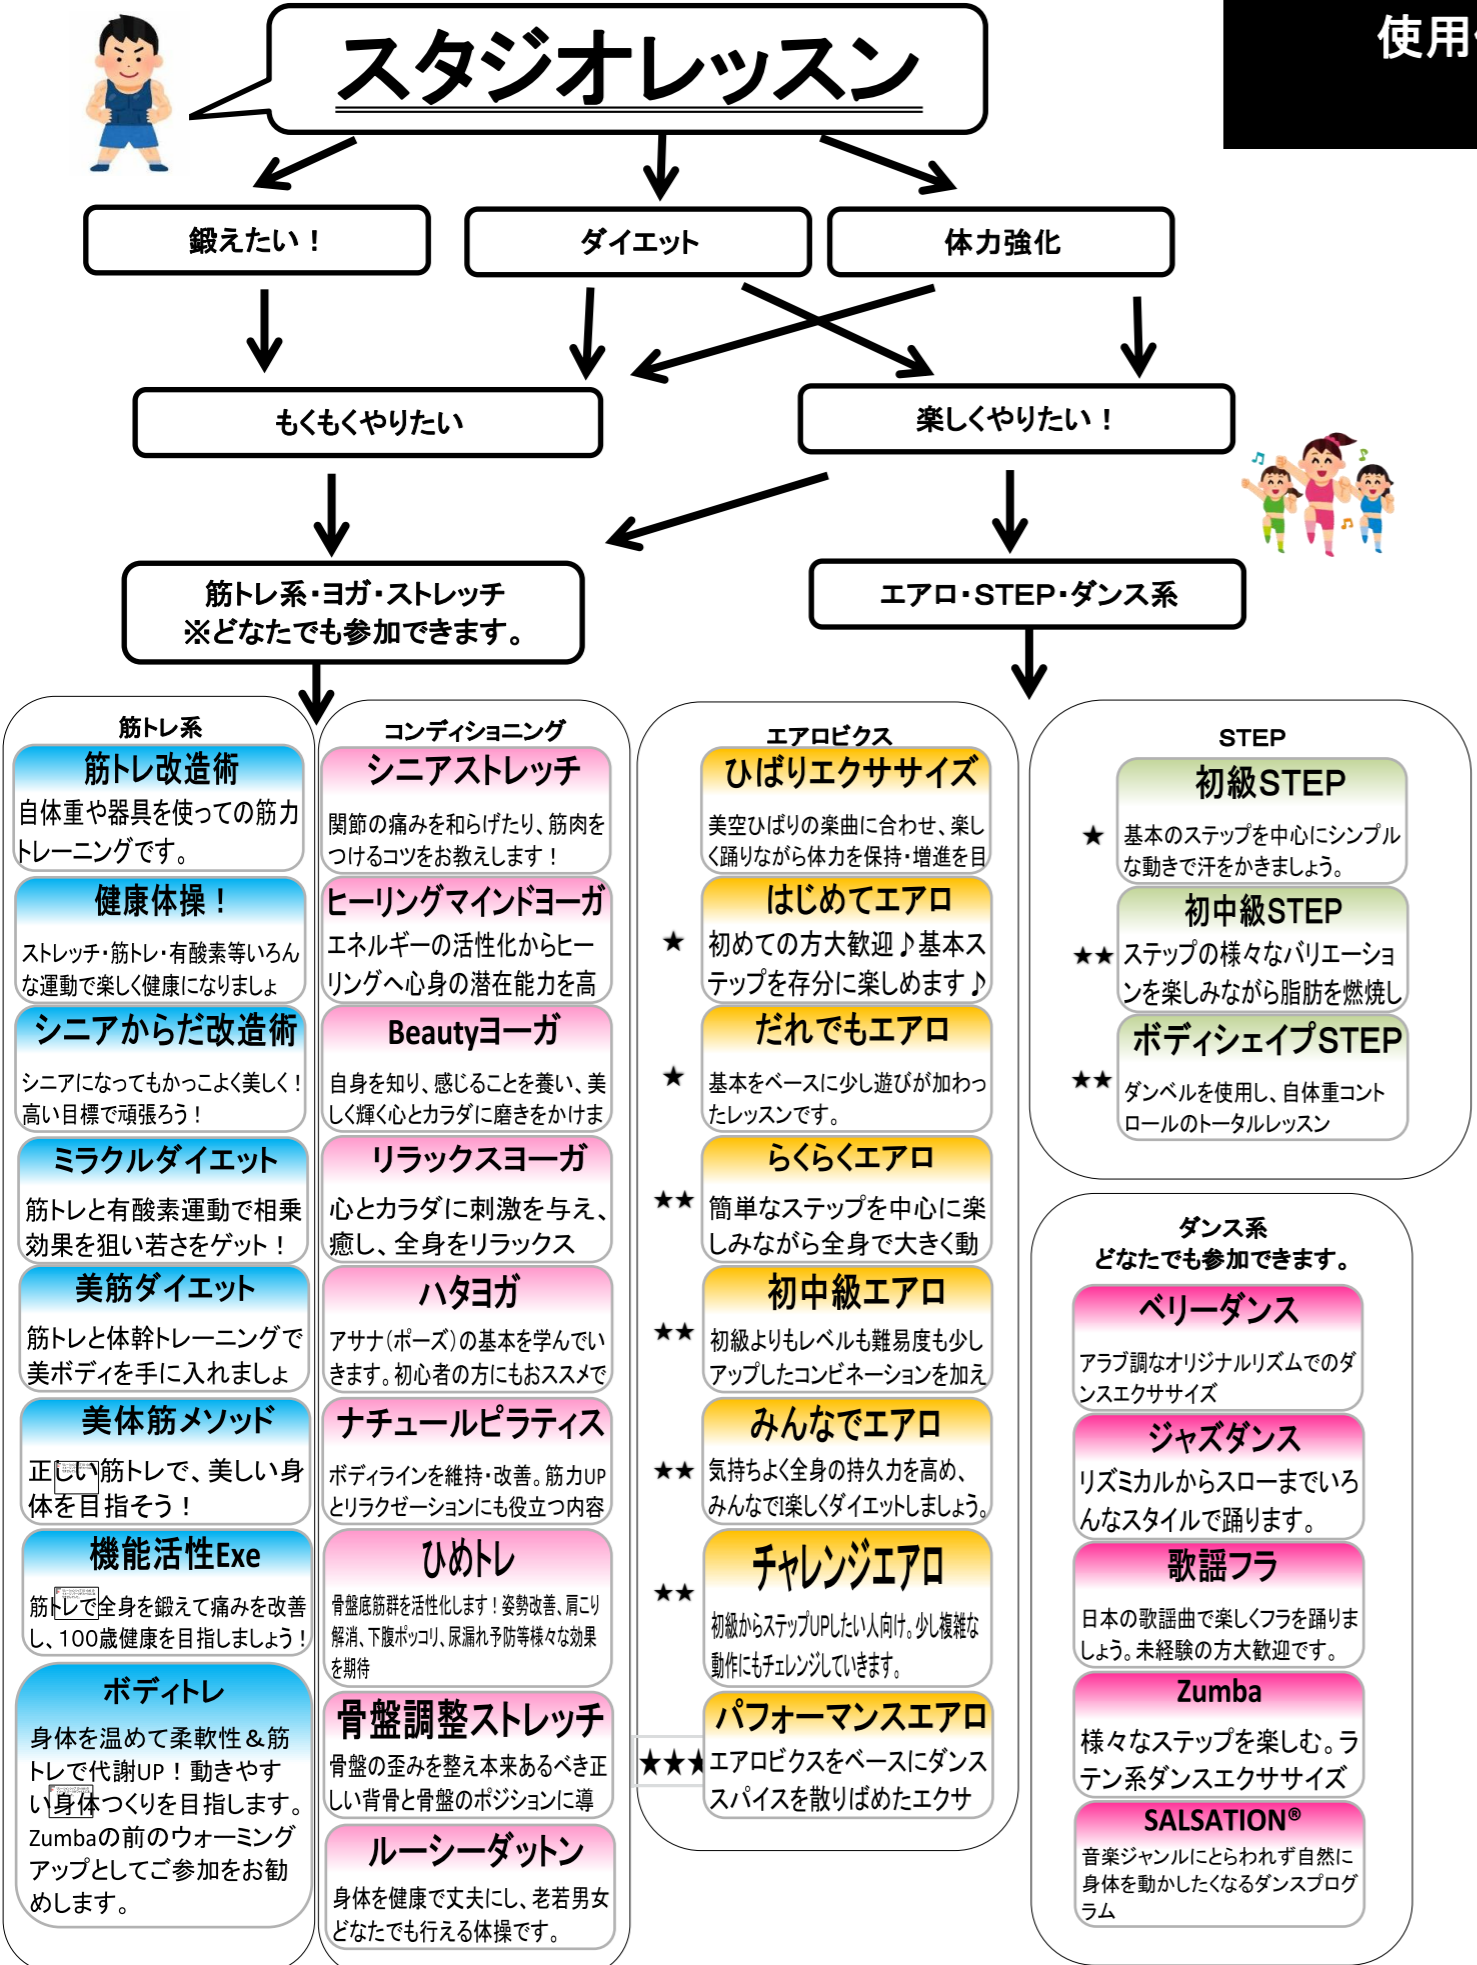 使用
スタジオレッスン
鍛えたい！
ダイエット
体力強化
もくもくやりたい
楽しくやりたい！
筋トレ系・ヨガ・ストレッチ
※どなたでも参加できます。
エアロ・STEP・ダンス系
筋トレ系
筋トレ改造術
自体重や器具を使っての筋力
トレーニングです。
健康体操！
ストレッチ・筋トレ・有酸素等いろん
な運動で楽しく健康になりましょ
シニアからだ改造術
シニアになってもかっこよく美しく！
高い目標で頑張ろう！
ミラクルダイエット
筋トレと有酸素運動で相乗
効果を狙い若さをゲット！
美筋ダイエット
筋トレと体幹トレーニングで
美ボディを手に入れましょ
美体筋メソッド
正しい筋トレで、美しい身
体を目指そう！
機能活性Exe
筋トレで全身を鍛えて痛みを改善
し、100歳健康を目指しましょう！
ボディトレ
身体を温めて柔軟性＆筋
トレで代謝UP！動きやす
い身体つくりを目指します。
Zumbaの前のウォーミング
アップとしてご参加をお勧
めします。
コンディショニング
シニアストレッチ
関節の痛みを和らげたり、筋肉を
つけるコツをお教えします！
ヒーリングマインドヨーガ
エネルギーの活性化からヒー
リングへ心身の潜在能力を高
Beautyヨーガ
自身を知り、感じることを養い、美
しく輝く心とカラダに磨きをかけま
リラックスヨーガ
心とカラダに刺激を与え、
癒し、全身をリラックス
ハタヨガ
アサナ（ポーズ）の基本を学んでい
きます。初心者の方にもおススメで
ナチュールピラティス
ボディラインを維持・改善。筋力UP
とリラクゼーションにも役立つ内容
ひめトレ
骨盤底筋群を活性化します！姿勢改善、肩こり
解消、下腹ポッコリ、尿漏れ予防等様々な効果
を期待
骨盤調整ストレッチ
骨盤の歪みを整え本来あるべき正
しい背骨と骨盤のポジションに導
ルーシーダットン
身体を健康で丈夫にし、老若男女
どなたでも行える体操です。
エアロビクス
ひばりエクササイズ
美空ひばりの楽曲に合わせ、楽し
く踊りながら体力を保持・増進を目
はじめてエアロ
★ 初めての方大歓迎♪基本ス
テップを存分に楽しめます♪
だれでもエアロ
★ 基本をベースに少し遊びが加わっ
たレッスンです。
らくらくエアロ
★★ 簡単なステップを中心に楽
しみながら全身で大きく動
初中級エアロ
★★ 初級よりもレベルも難易度も少し
アップしたコンビネーションを加え
みんなでエアロ
★★ 気持ちよく全身の持久力を高め、
みんなでI楽しくダイエットしましょう。
チャレンジエアロ
★★ 初級からステップUPしたい人向け。少し複雑な
動作にもチェレンジしていきます。
パフォーマンスエアロ
★★★ エアロビクスをベースにダンス
スパイスを散りばめたエクサ
STEP
初級STEP
★ 基本のステップを中心にシンプル
な動きで汗をかきましょう。
初中級STEP
★★ ステップの様々なバリエーショ
ンを楽しみながら脂肪を燃焼し
ボディシェイプSTEP
★★ ダンベルを使用し、自体重コント
ロールのトータルレッスン
ダンス系
どなたでも参加できます。
ベリーダンス
アラブ調なオリジナルリズムでのダ
ンスエクササイズ
ジャズダンス
リズミカルからスローまでいろ
んなスタイルで踊ります。
歌謡フラ
日本の歌謡曲で楽しくフラを踊りま
しょう。未経験の方大歓迎です。
Zumba
様々なステップを楽しむ。ラ
テン系ダンスエクササイズ
SALSATION®
音楽ジャンルにとらわれず自然に
身体を動かしたくなるダンスプログ
ラム